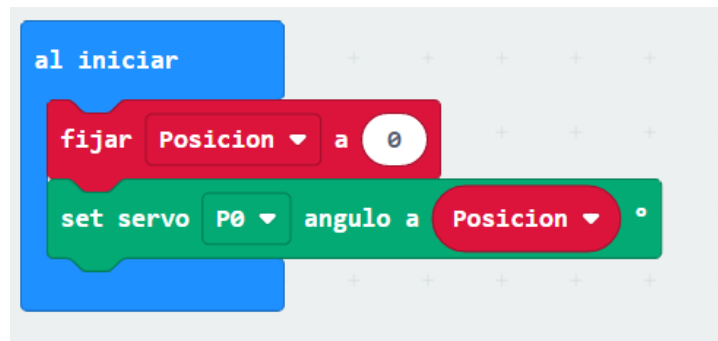 al iniciar
fijar Posicion a 0
set servo P0 angulo a Posicion °